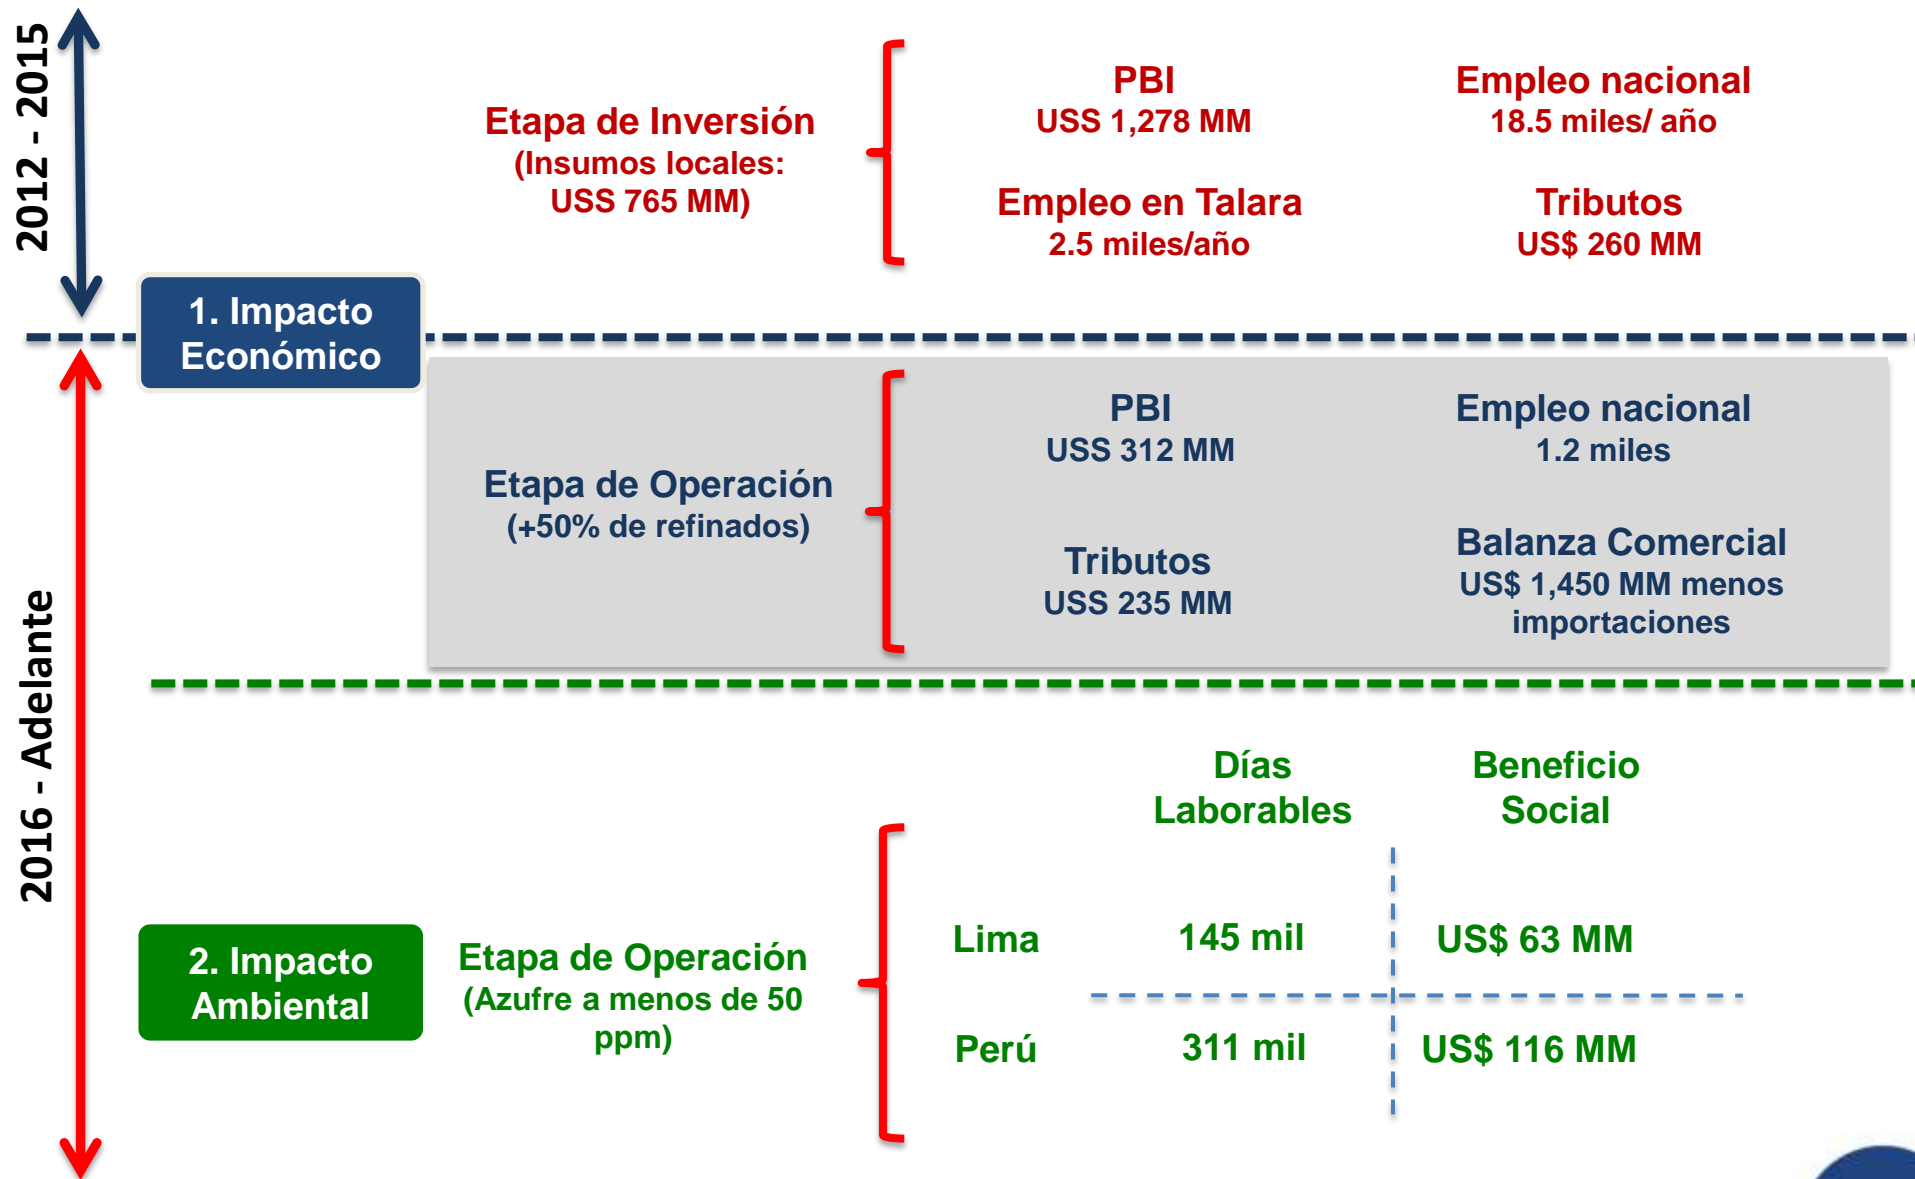 2012 - 2015
Etapa de Inversión
(Insumos locales:
USS 765 MM)
PBI
USS 1,278 MM
Empleo nacional
18.5 miles/ año
Empleo en Talara
2.5 miles/año
Tributos
US$ 260 MM
1. Impacto
Económico
2016 - Adelante
Etapa de Operación
(+50% de refinados)
PBI
USS 312 MM
Empleo nacional
1.2 miles
Tributos
USS 235 MM
Balanza Comercial
US$ 1,450 MM menos
importaciones
2. Impacto
Ambiental
Etapa de Operación
(Azufre a menos de 50
ppm)
Días
Laborables
Beneficio
Social
Lima
145 mil
US$ 63 MM
Perú
311 mil
US$ 116 MM